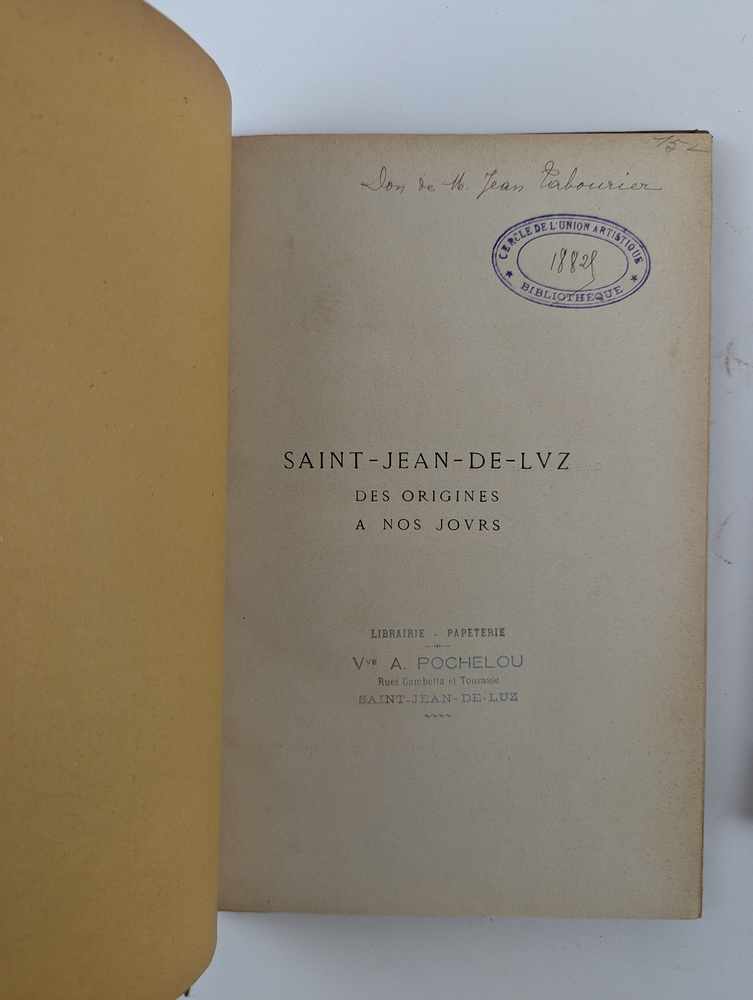 Don de M. Jean Tabourier
CERCLE DE L'UNION ARTISTIQUE
BIBLIOTHÈQUE
SAINT-JEAN-DE-LVZ
DES ORIGINES
A NOS JOVRS
LIBRAIRIE - PAPETERIE
Vve A. POCHELOU
Rues Gambetta et Tourasse
SAINT-JEAN-DE-LUZ